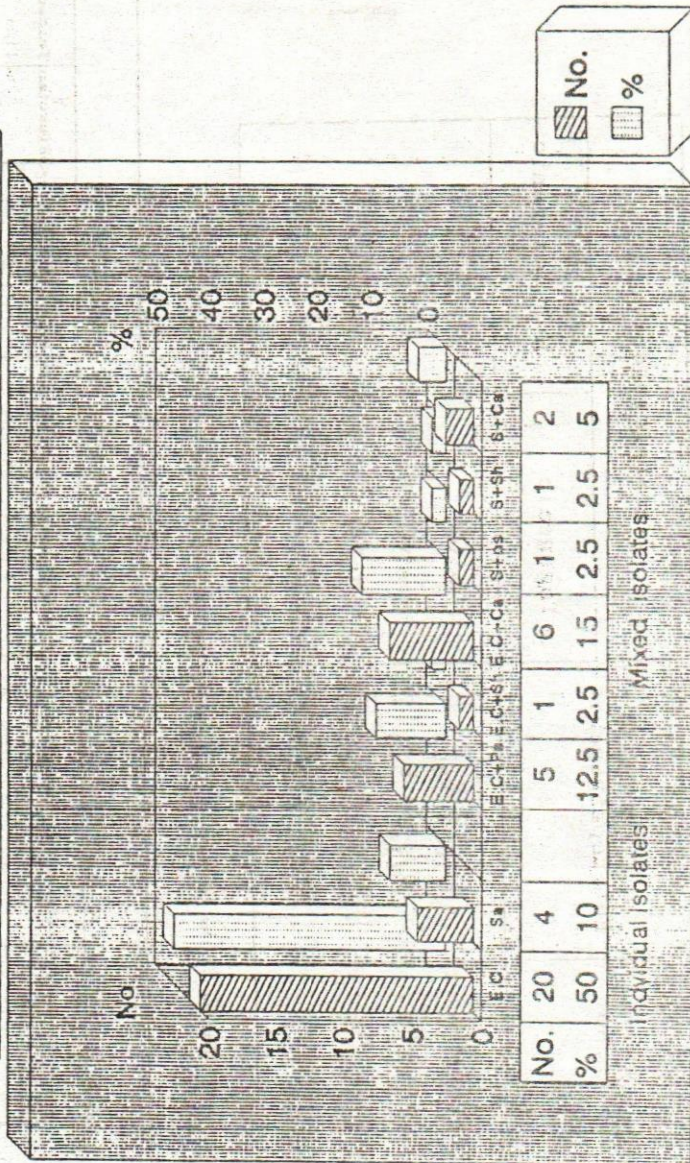 No
%
20
15
10
5
0
50
40
30
20
10
0
E.C
Sa
E.C+Ps
E.C+Sh
E.C+Ca
S+ps
S+Sh
S+Ca
No. 20 4 5 1 6 1 1 2
% 50 10 12.5 2.5 15 2.5 2.5 5
Indvidual isolates
Mixed isolates
No.
%